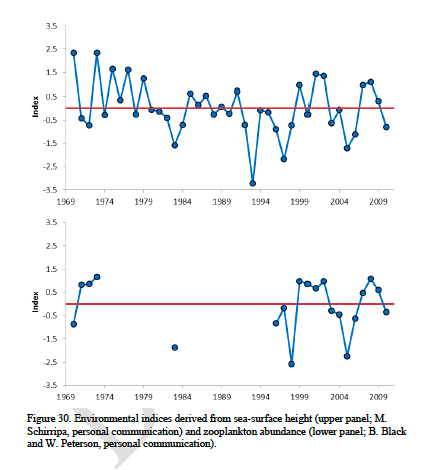 3.5
2.5
1.5
0.5
-0.5
-1.5
-2.5
-3.5
Index
1969 1974 1979 1984 1989 1994 1999 2004 2009
3.5
2.5
1.5
0.5
-0.5
-1.5
-2.5
-3.5
Index
1969 1974 1979 1984 1989 1994 1999 2004 2009
Figure 30. Environmental indices derived from sea-surface height (upper panel; M.
Schirripa, personal communication) and zooplankton abundance (lower panel; B. Black
and W. Peterson, personal communication).